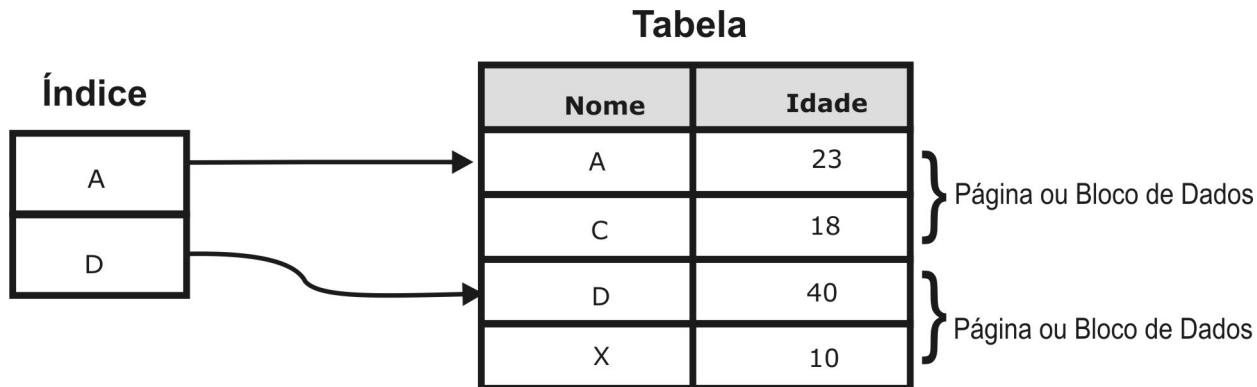 Tabela
Índice
Nome Idade
A
A 23
Página ou Bloco de Dados
C 18
D
D 40
Página ou Bloco de Dados
X 10